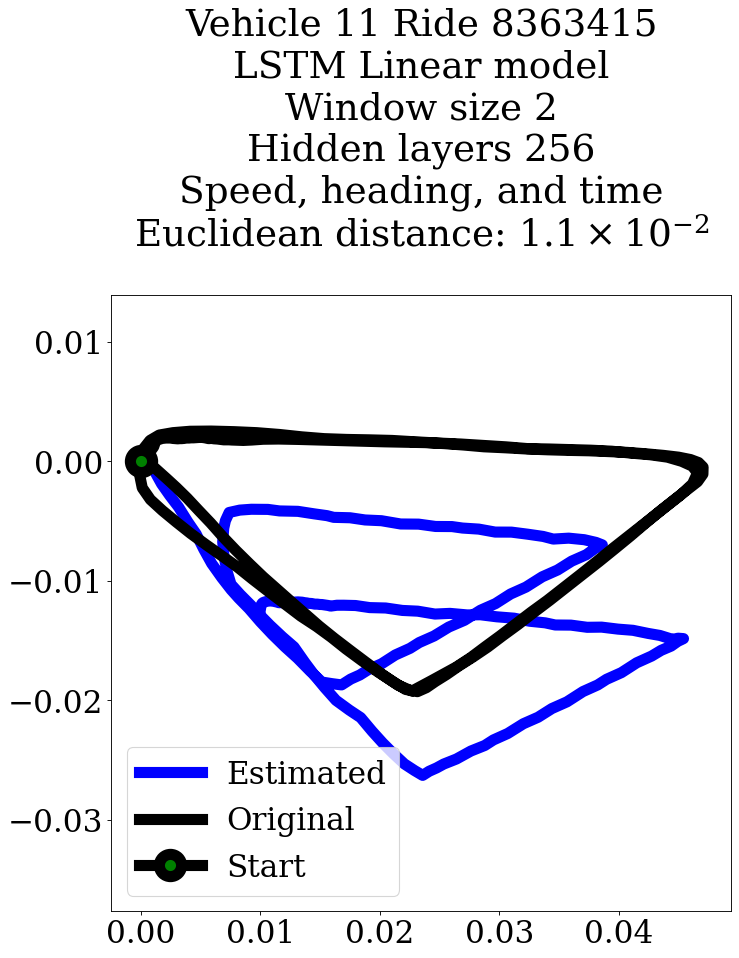 Vehicle 11 Ride 8363415
LSTM Linear model
Window size 2
Hidden layers 256
Speed, heading, and time
Euclidean distance: 1.1 × 10⁻²
0.01
0.00
−0.01
−0.02
−0.03
Estimated
Original
Start
0.00 0.01 0.02 0.03 0.04